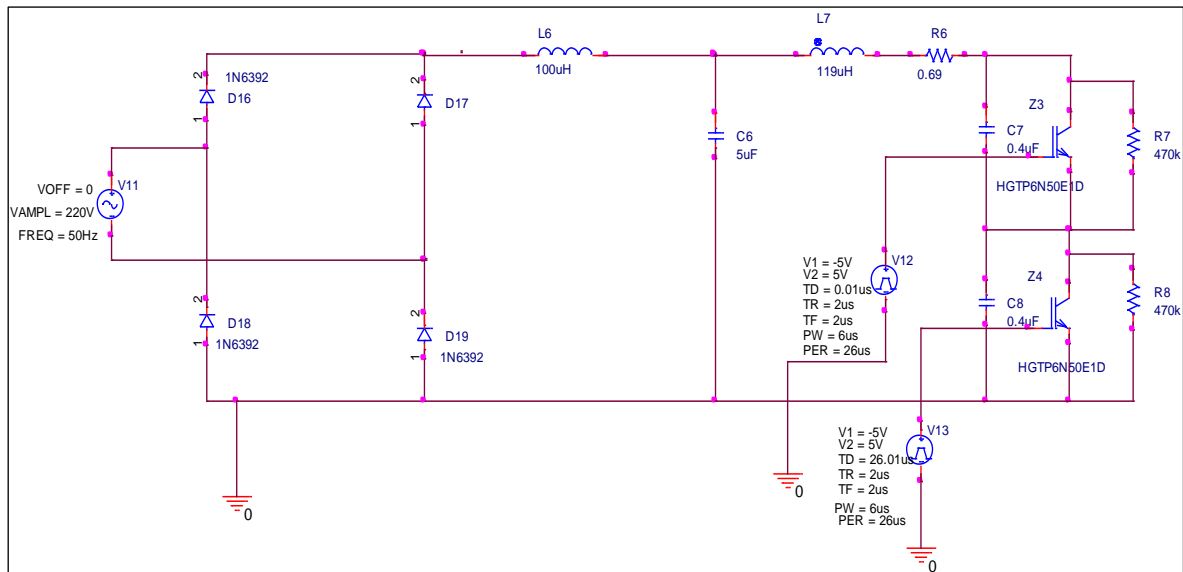 L6
100uH
L7
119uH
R6
0.69
2
1N6392
D16
1
2
D17
1
C6
5uF
C7
0.4uF
Z3
HGTP6N50E1D
R7
470k
VOFF = 0
VAMPL = 220V
FREQ = 50Hz
V11
V12
V1 = -5V
V2 = 5V
TD = 0.01us
TR = 2us
TF = 2us
PW = 6us
PER = 26us
2
D18
1N6392
1
2
D19
1
1N6392
C8
0.4uF
Z4
HGTP6N50E1D
R8
470k
V13
V1 = -5V
V2 = 5V
TD = 26.01us
TR = 2us
TF = 2us
PW = 6us
PER = 26us
0
0
0